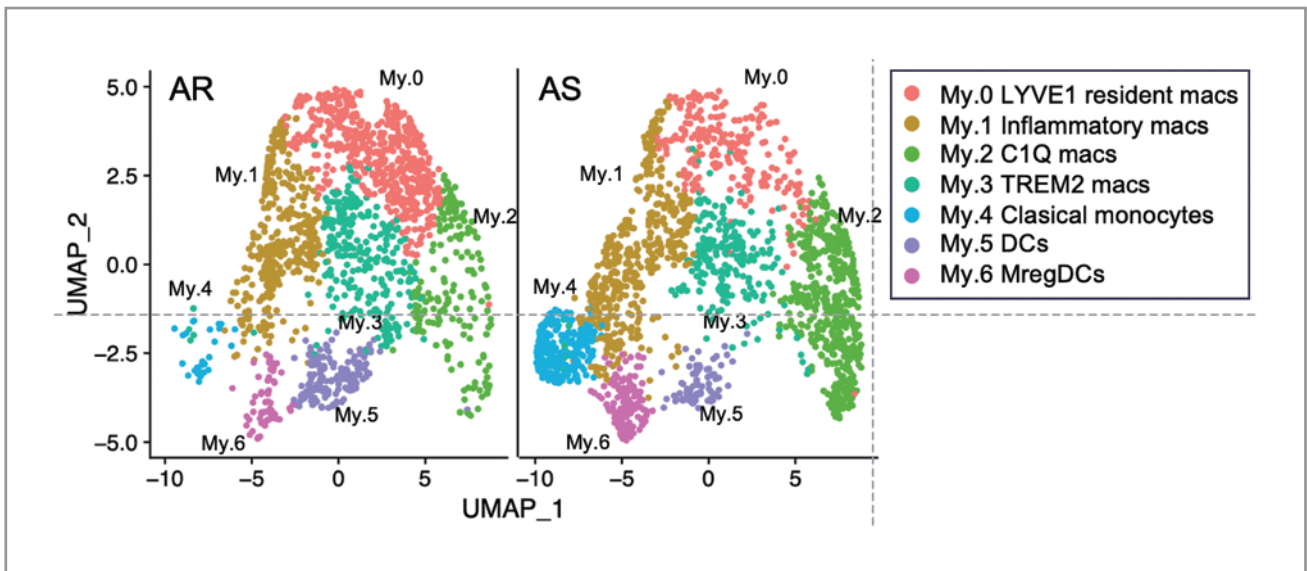 AR
My.0
My.1
My.2
My.4
My.3
My.5
My.6
AS
My.0
My.1
My.2
My.4
My.3
My.5
My.6
5.0
2.5
0.0
−2.5
−5.0
UMAP_2
−10 −5 0 5
−10 −5 0 5
UMAP_1
My.0 LYVE1 resident macs
My.1 Inflammatory macs
My.2 C1Q macs
My.3 TREM2 macs
My.4 Clasical monocytes
My.5 DCs
My.6 MregDCs